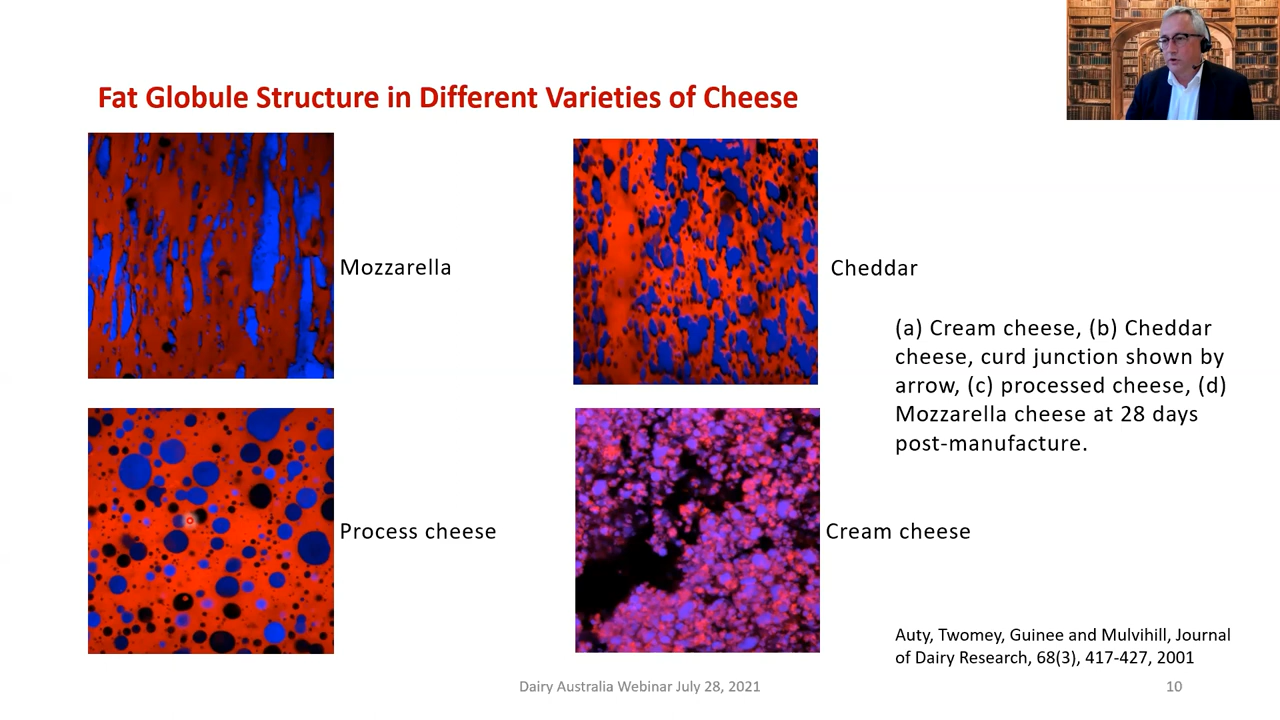 Fat Globule Structure in Different Varieties of Cheese
Mozzarella
Cheddar
(a) Cream cheese, (b) Cheddar
cheese, curd junction shown by
arrow, (c) processed cheese, (d)
Mozzarella cheese at 28 days
post-manufacture.
Process cheese
Cream cheese
Auty, Twomey, Guinee and Mulvihill, Journal
of Dairy Research, 68(3), 417-427, 2001
Dairy Australia Webinar July 28, 2021
10